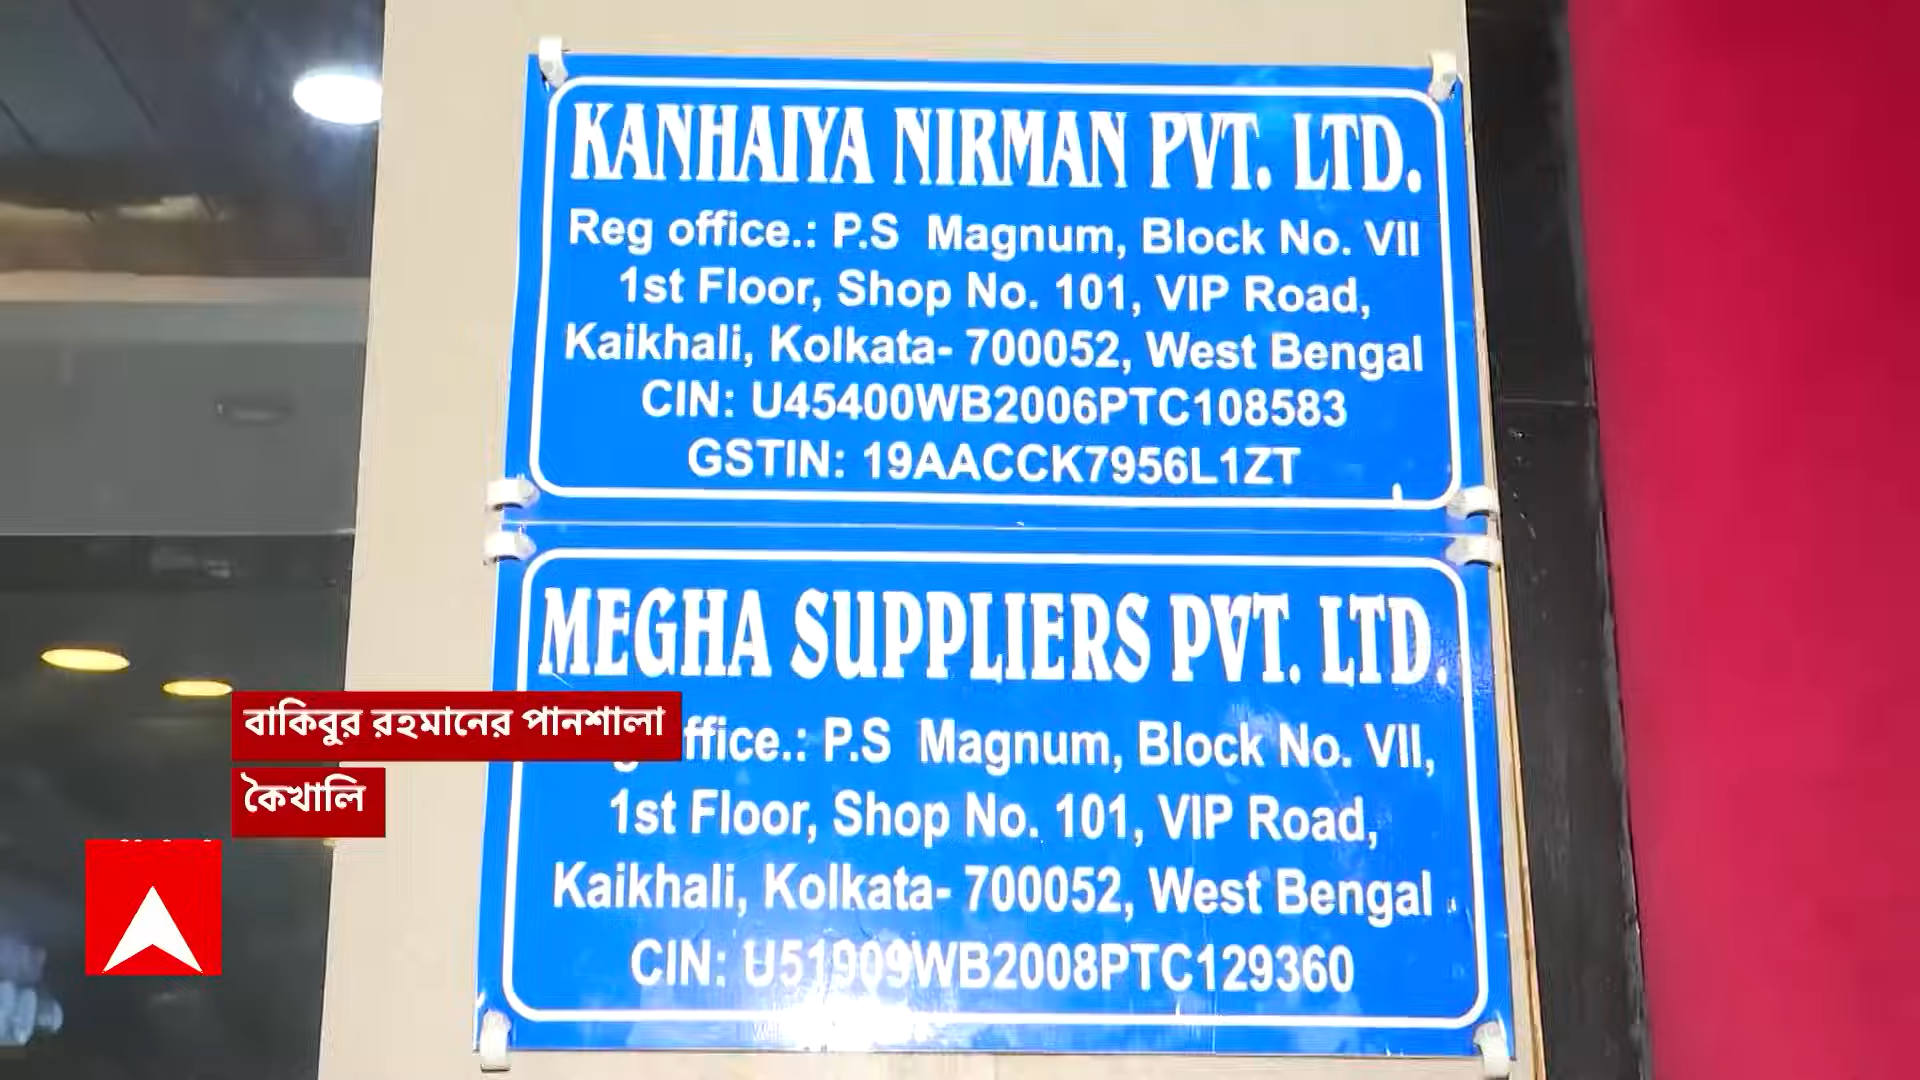 KANHAIYA NIRMAN PVT. LTD.
Reg office.: P.S Magnum, Block No. VII
1st Floor, Shop No. 101, VIP Road,
Kaikhali, Kolkata- 700052, West Bengal
CIN: U45400WB2006PTC108583
GSTIN: 19AACCK7956L1ZT
MEGHA SUPPLIERS PVT. LTD.
ffice.: P.S Magnum, Block No. VII,
1st Floor, Shop No. 101, VIP Road,
Kaikhali, Kolkata- 700052, West Bengal
CIN: U51909WB2008PTC129360
বাকিবুর রহমানের পানশালা
কৈখালি